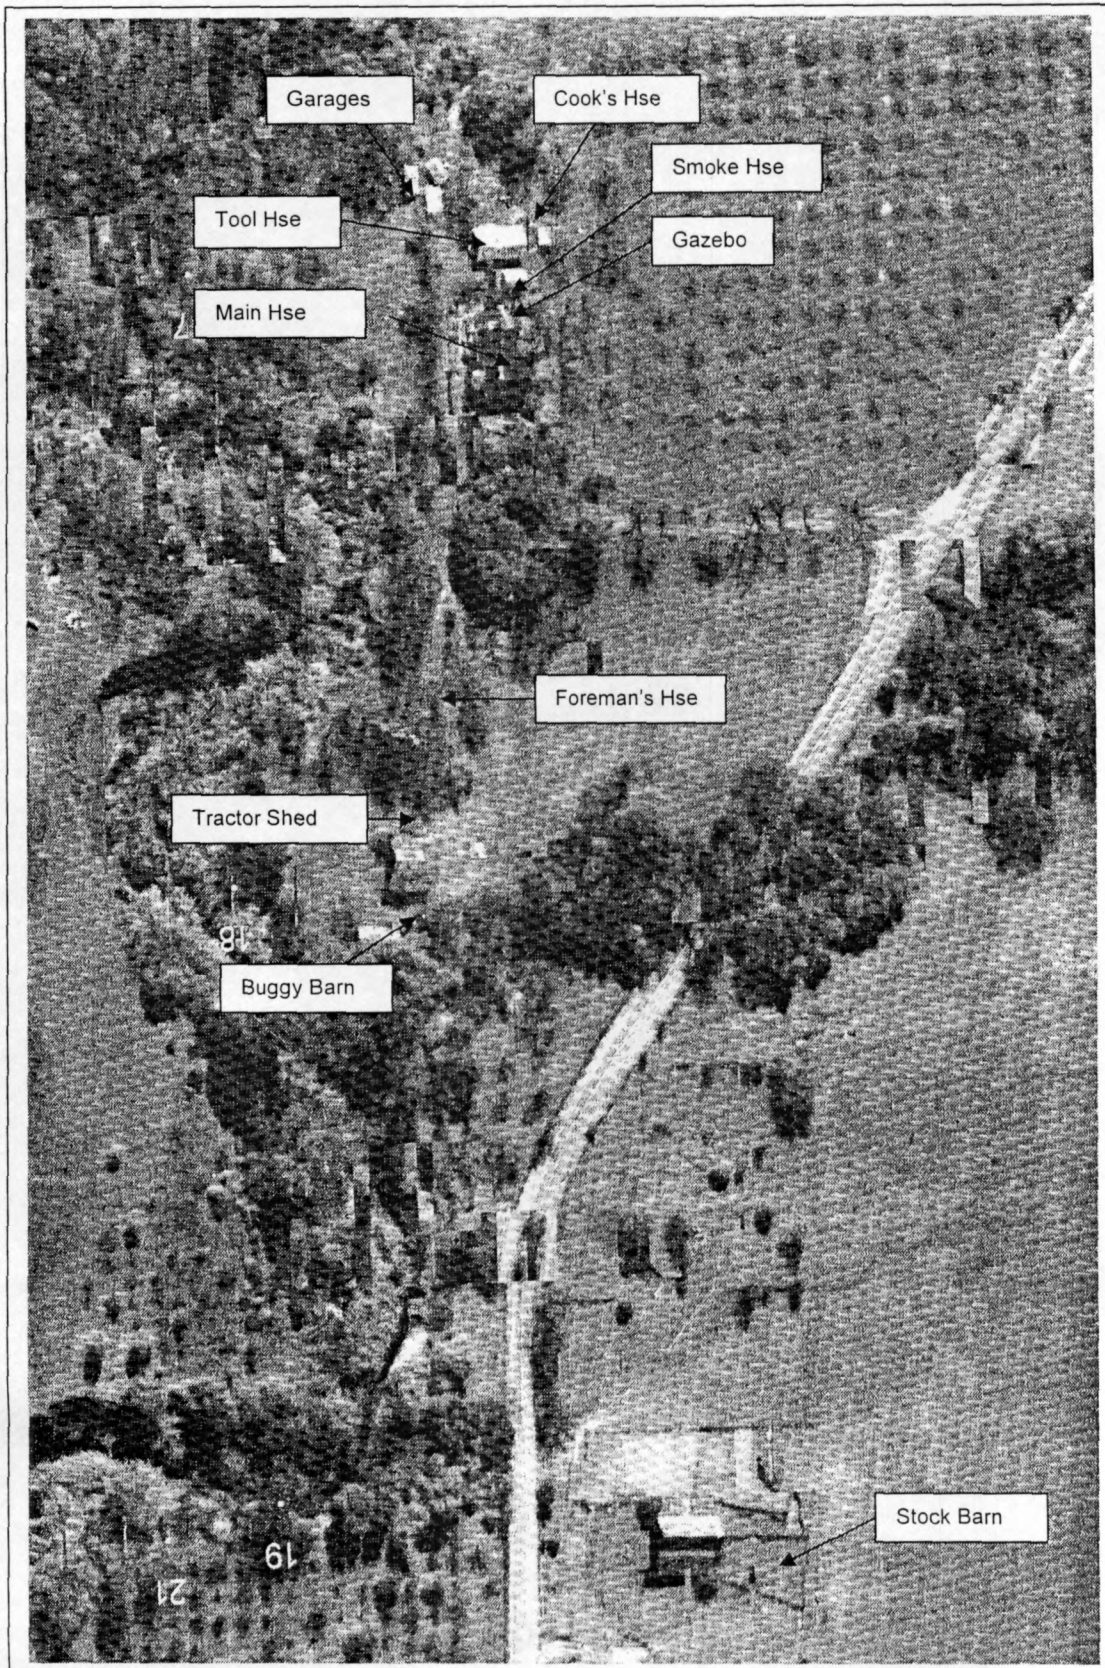 Garages
Cook's Hse
Smoke Hse
Tool Hse
Gazebo
Main Hse
7
Foreman's Hse
Tractor Shed
18
Buggy Barn
Stock Barn
19
21